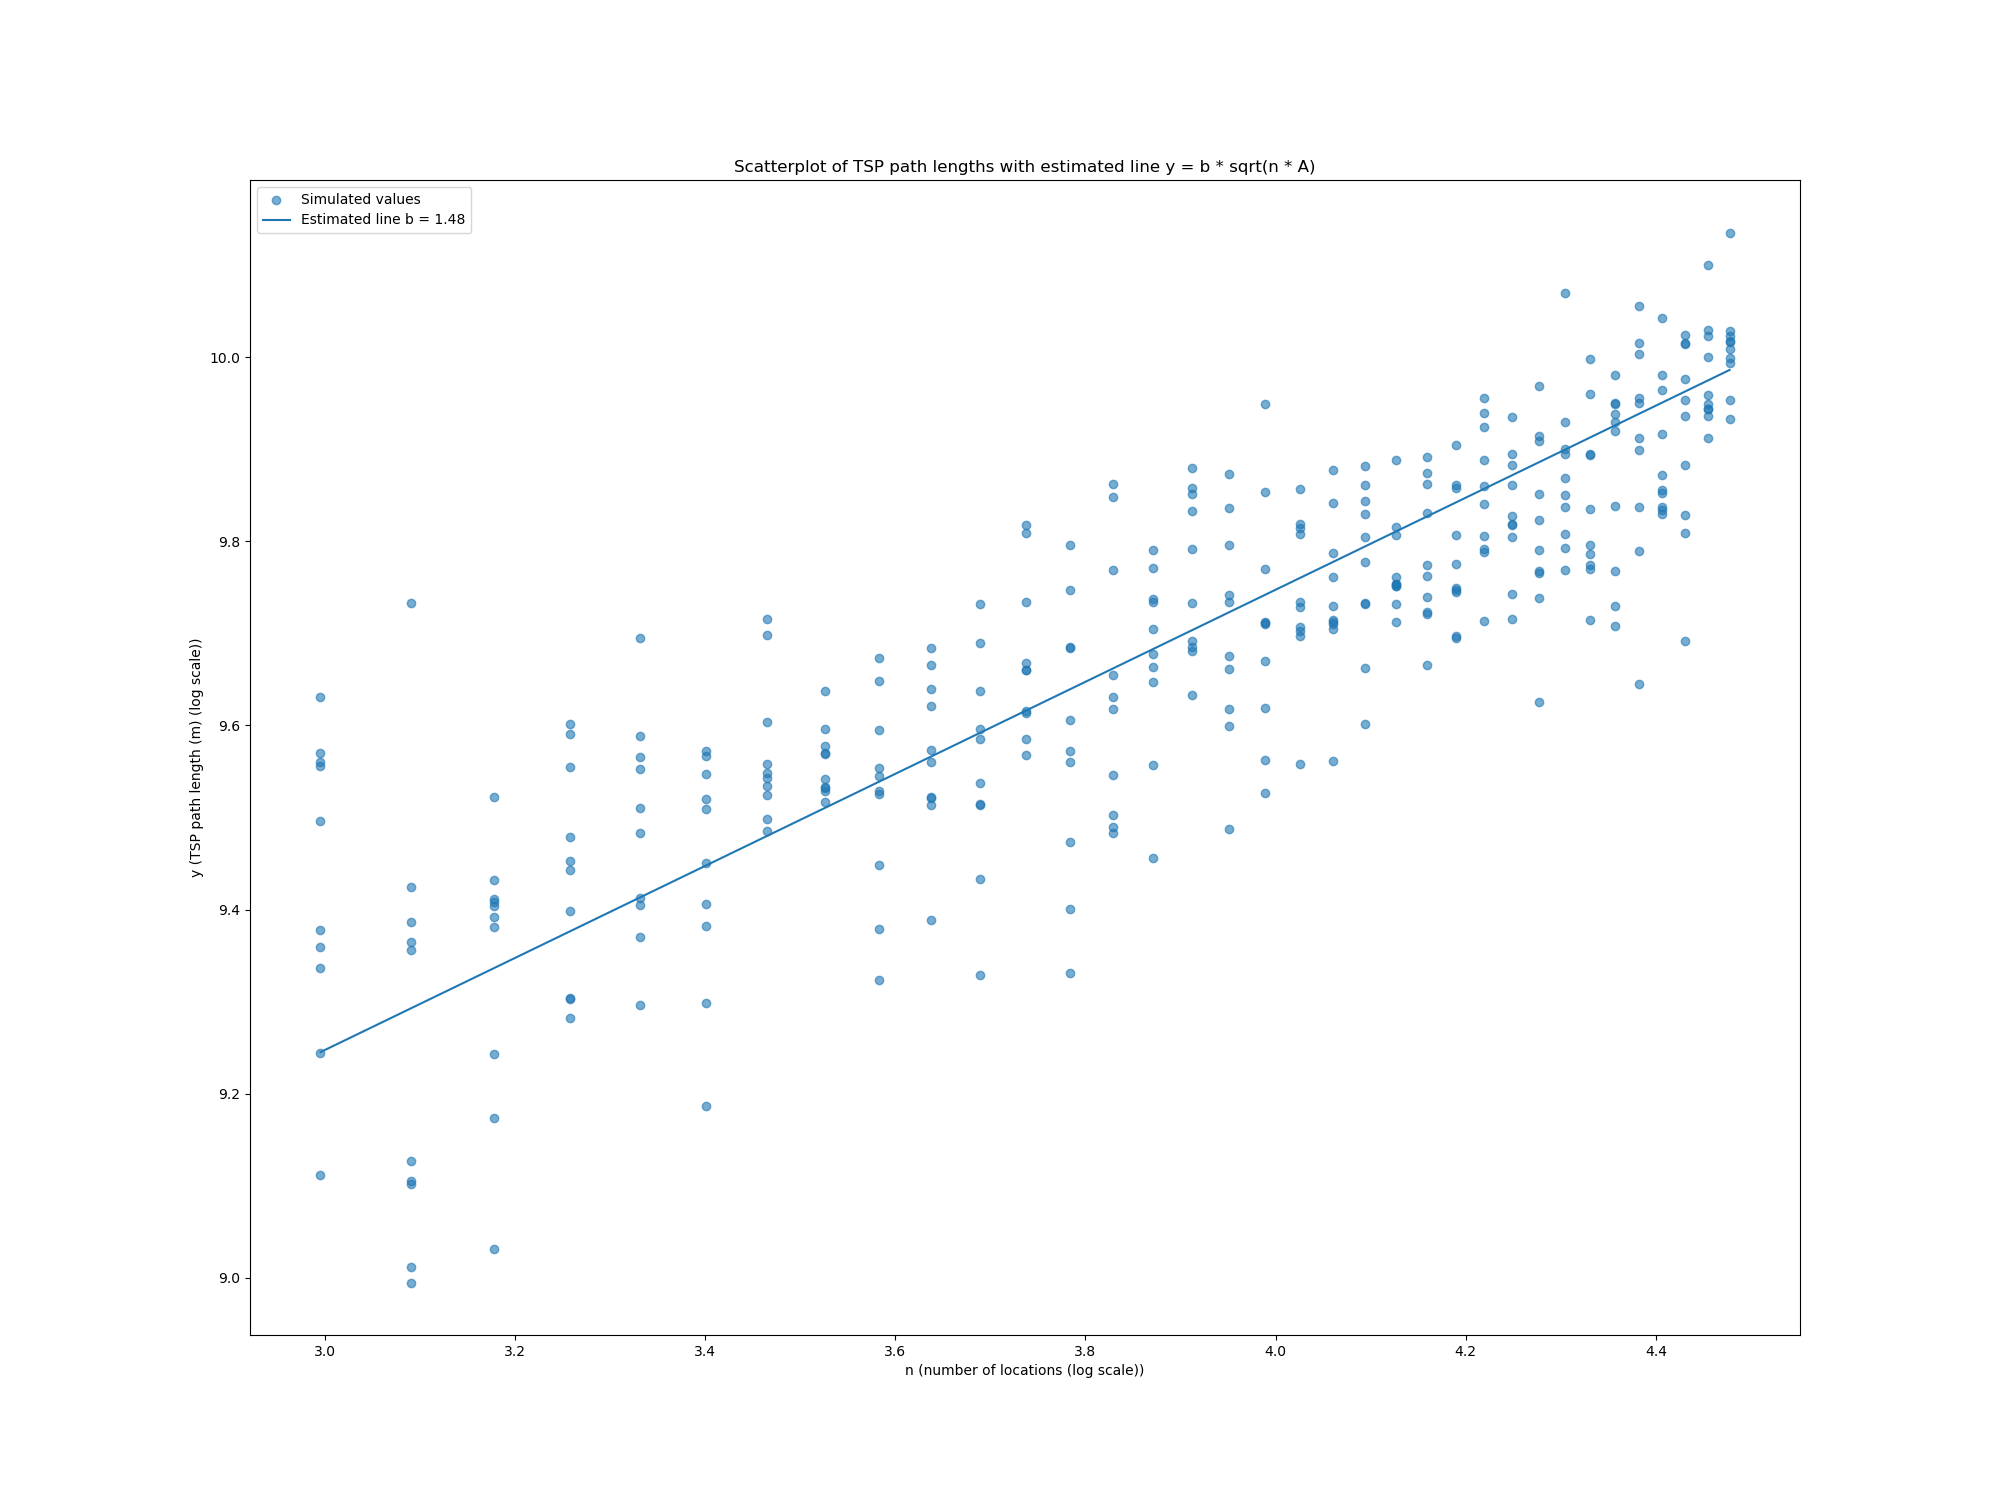 Scatterplot of TSP path lengths with estimated line y = b * sqrt(n * A)
Simulated values
Estimated line b = 1.48
10.0
9.8
9.6
9.4
9.2
9.0
y (TSP path length (m) (log scale))
3.0 3.2 3.4 3.6 3.8 4.0 4.2 4.4
n (number of locations (log scale))